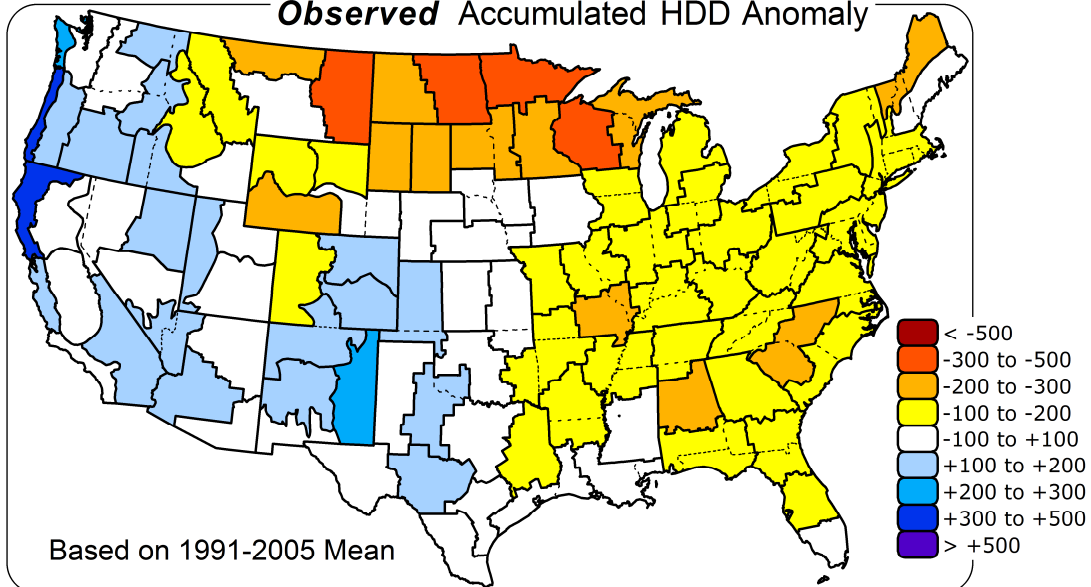 Observed Accumulated HDD Anomaly
< -500
-300 to -500
-200 to -300
-100 to -200
-100 to +100
+100 to +200
+200 to +300
+300 to +500
> +500
Based on 1991-2005 Mean